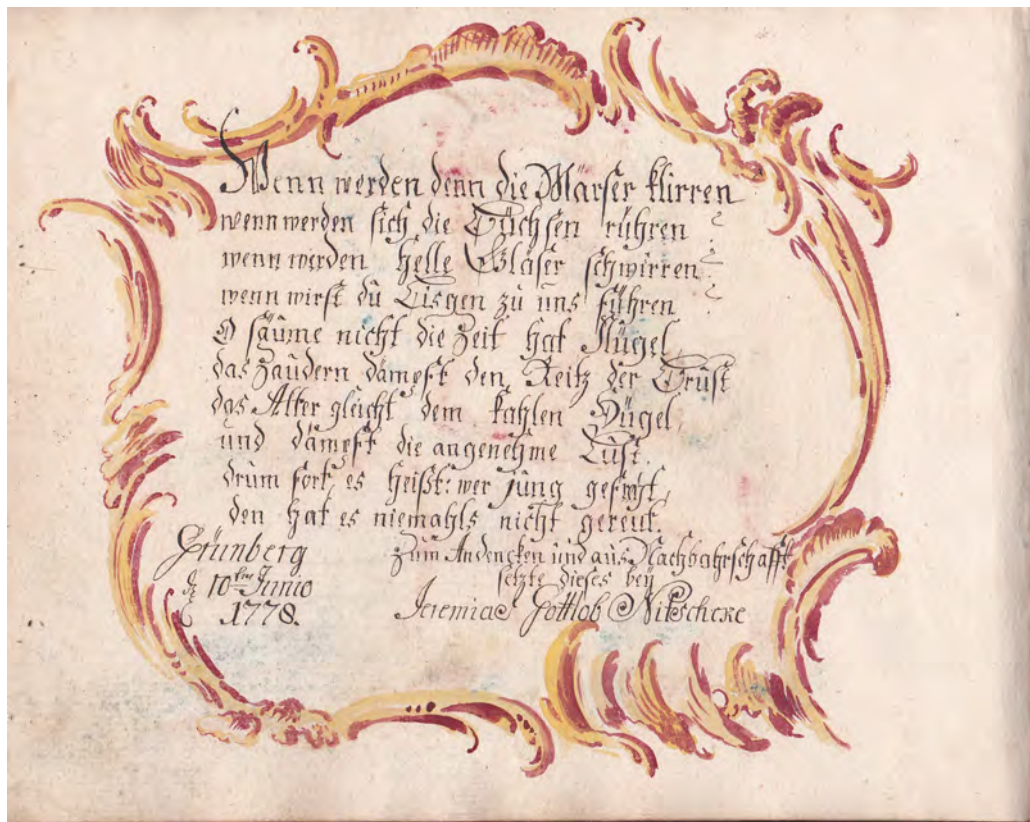 Wenn werden denn die Märser klirren
wenn werden sich die Büchsen rühren ?
wenn werden helle Gläser schwirren ?
wenn wirst du Lisgen zu uns führen ?
O säume nicht die Zeit hat Flügel,
das Zaudern dämpft den Reitz der Brust
das Alter gleicht dem kahlen Hügel,
und dämpft die angenehme Lust.
drum fort es heißt: wer jung gefreyt,
den hat es niemahls nicht gereut.
Grünberg
d 10ten Junio
1778.
Zum Andencken und aus Nachbahrschafft
setzte dieses bey
Jeremias Gottlob Nitschcke